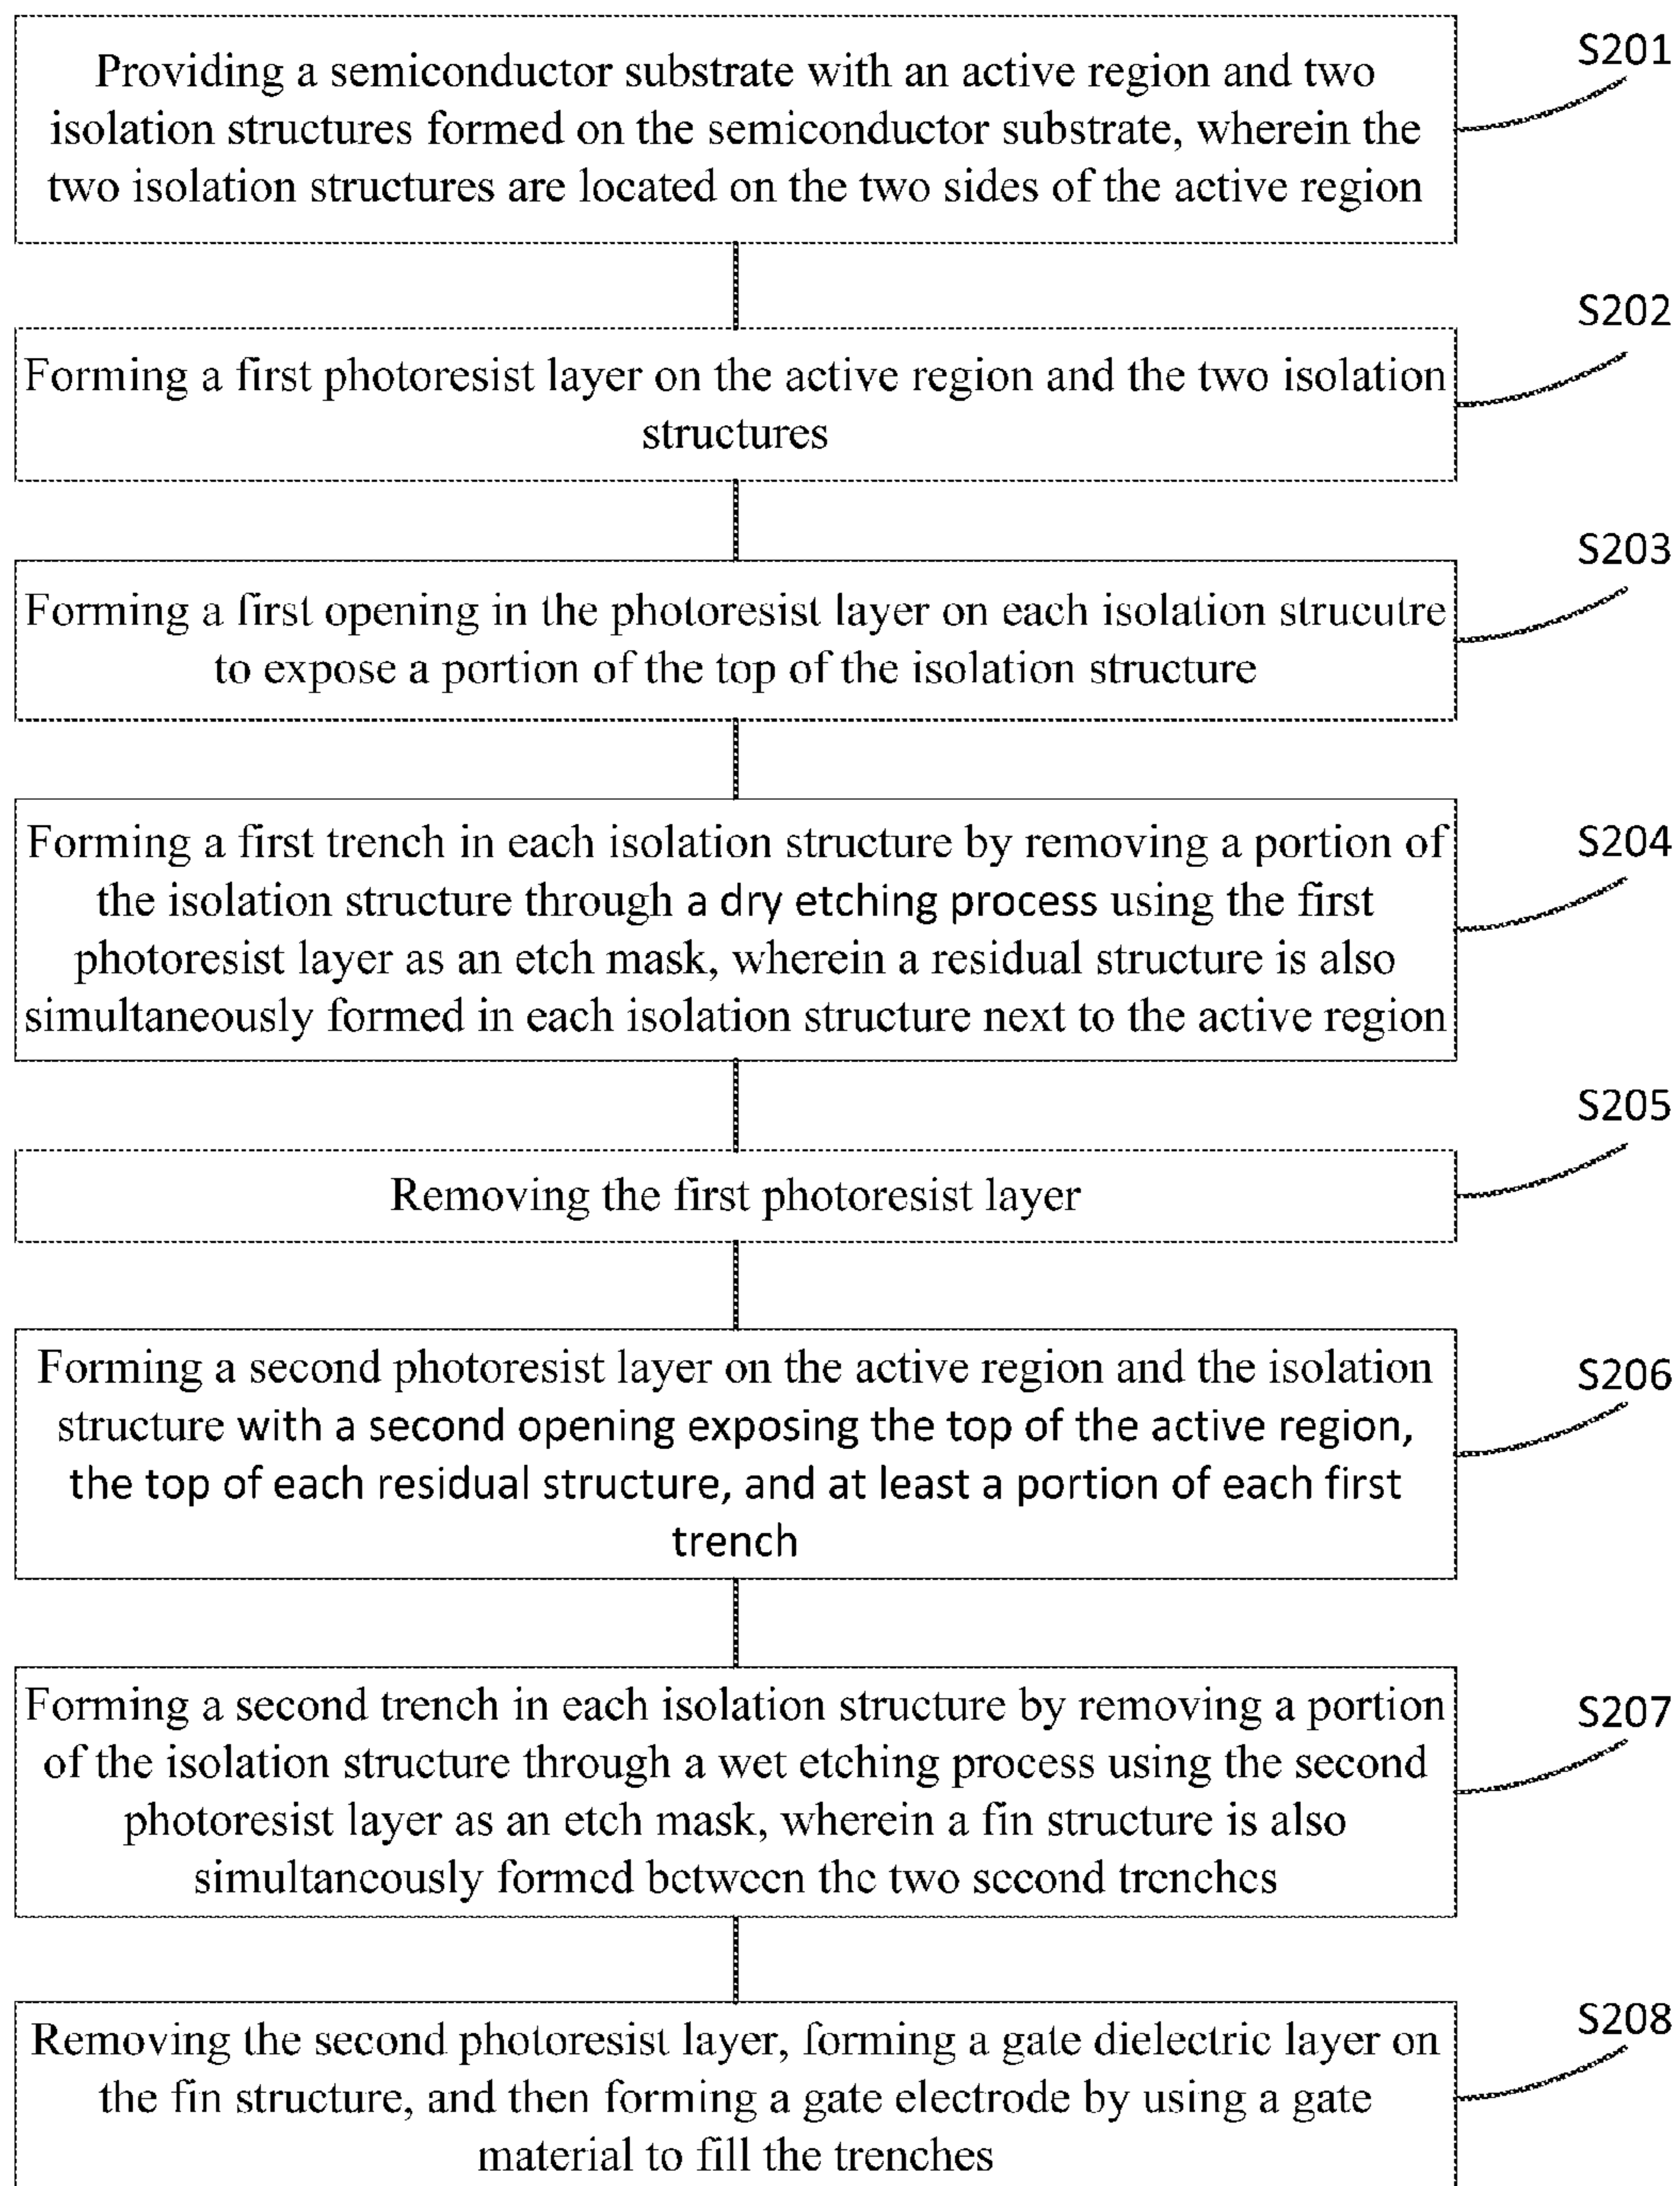 S201
Providing a semiconductor substrate with an active region and two
isolation structures formed on the semiconductor substrate, wherein the
two isolation structures are located on the two sides of the active region
S202
Forming a first photoresist layer on the active region and the two isolation
structures
S203
Forming a first opening in the photoresist layer on each isolation strucutre
to expose a portion of the top of the isolation structure
S204
Forming a first trench in each isolation structure by removing a portion of
the isolation structure through a dry etching process using the first
photoresist layer as an etch mask, wherein a residual structure is also
simultaneously formed in each isolation structure next to the active region
S205
Removing the first photoresist layer
S206
Forming a second photoresist layer on the active region and the isolation
structure with a second opening exposing the top of the active region,
the top of each residual structure, and at least a portion of each first
trench
S207
Forming a second trench in each isolation structure by removing a portion
of the isolation structure through a wet etching process using the second
photoresist layer as an etch mask, wherein a fin structure is also
simultaneously formed between the two second trenches
S208
Removing the second photoresist layer, forming a gate dielectric layer on
the fin structure, and then forming a gate electrode by using a gate
material to fill the trenches